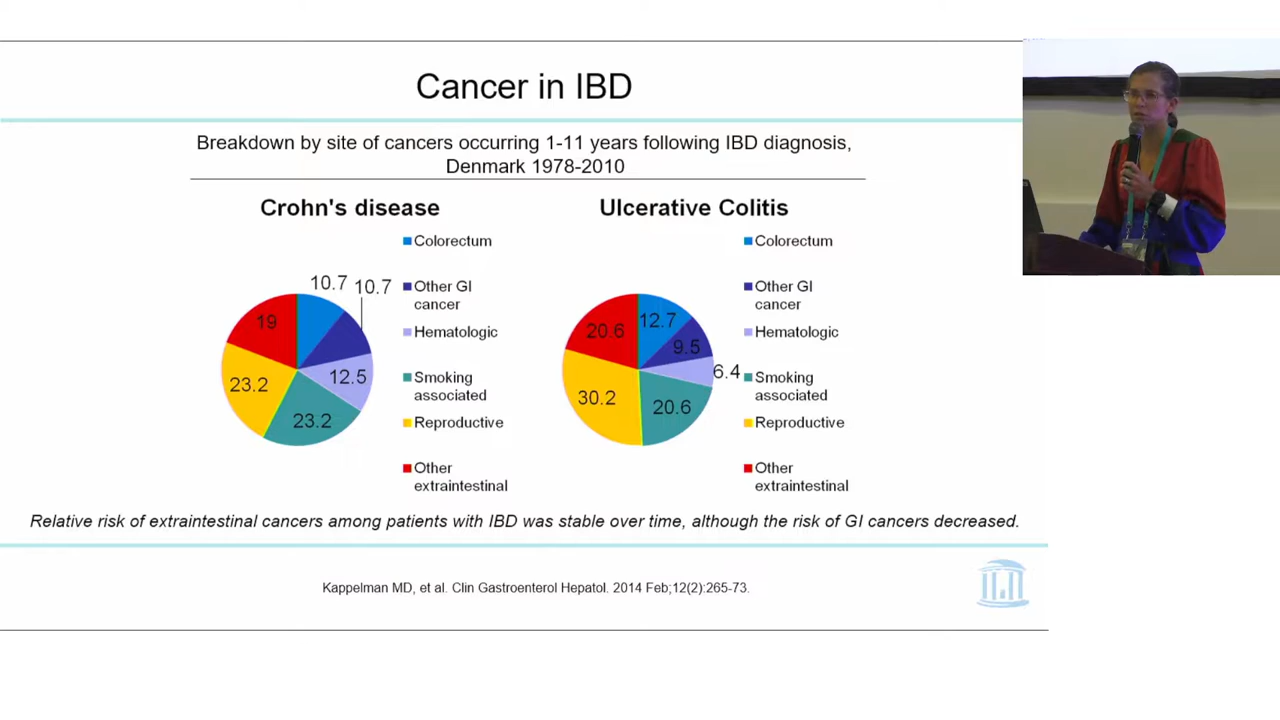 Cancer in IBD
Breakdown by site of cancers occurring 1-11 years following IBD diagnosis,
Denmark 1978-2010
Crohn's disease
Colorectum
Other GI
cancer
Hematologic
Smoking
associated
Reproductive
Other
extraintestinal
10.7
10.7
12.5
23.2
23.2
19
Ulcerative Colitis
Colorectum
Other GI
cancer
Hematologic
Smoking
associated
Reproductive
Other
extraintestinal
12.7
9.5
6.4
20.6
30.2
20.6
Relative risk of extraintestinal cancers among patients with IBD was stable over time, although the risk of GI cancers decreased.
Kappelman MD, et al. Clin Gastroenterol Hepatol. 2014 Feb;12(2):265-73.